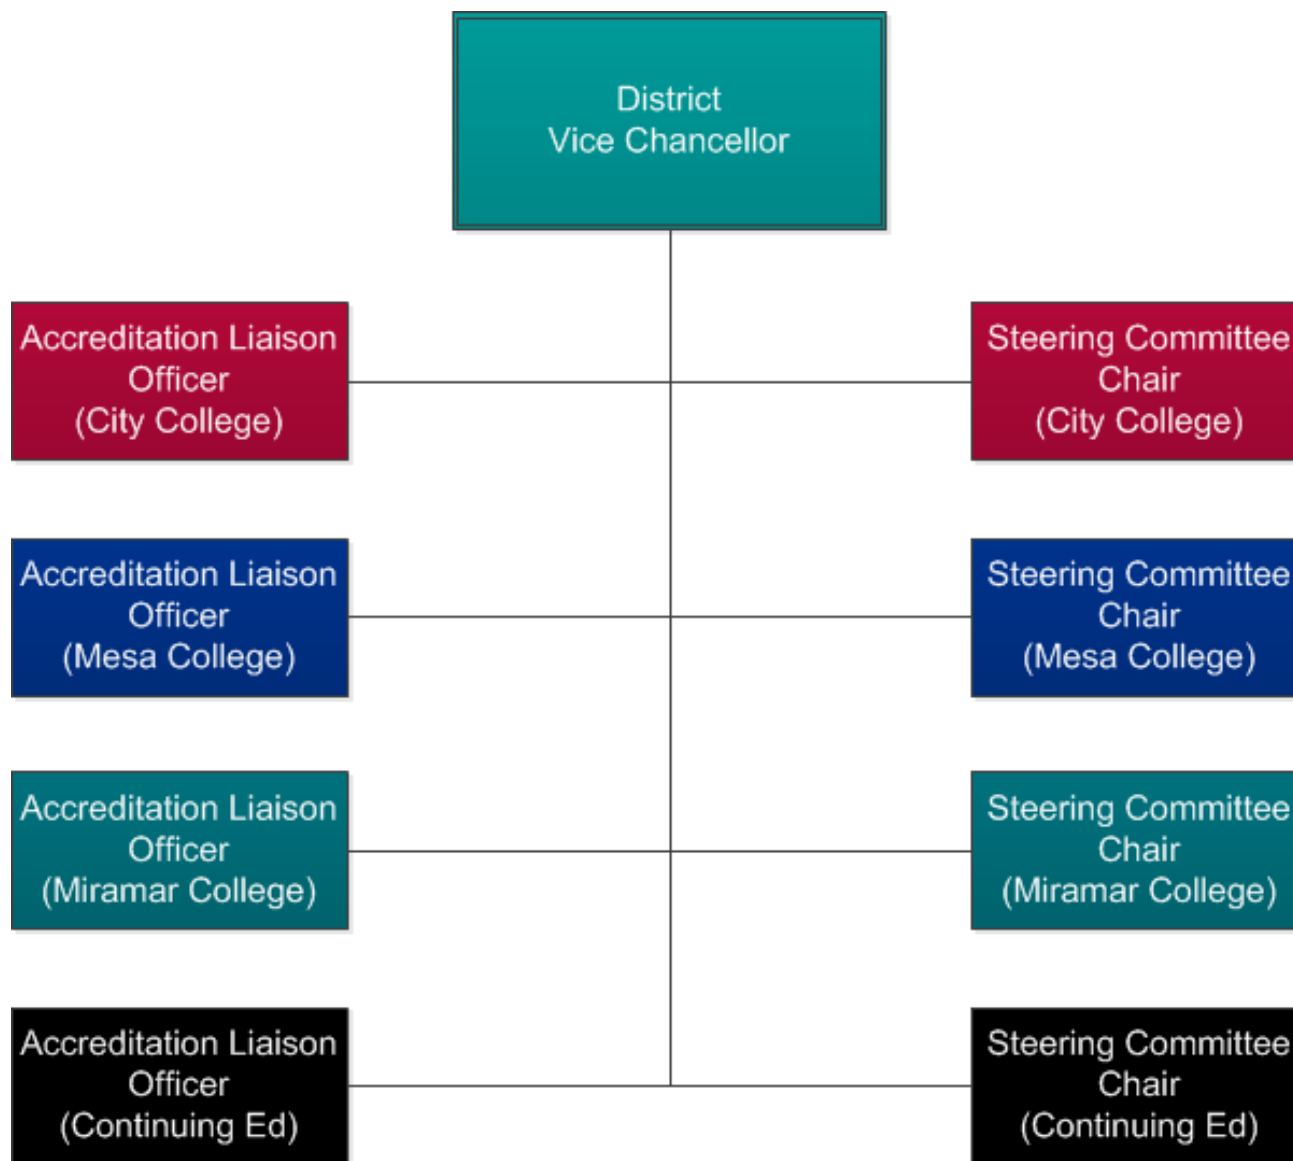 District
Vice Chancellor
Accreditation Liaison
Officer
(City College)
Steering Committee
Chair
(City College)
Accreditation Liaison
Officer
(Mesa College)
Steering Committee
Chair
(Mesa College)
Accreditation Liaison
Officer
(Miramar College)
Steering Committee
Chair
(Miramar College)
Accreditation Liaison
Officer
(Continuing Ed)
Steering Committee
Chair
(Continuing Ed)